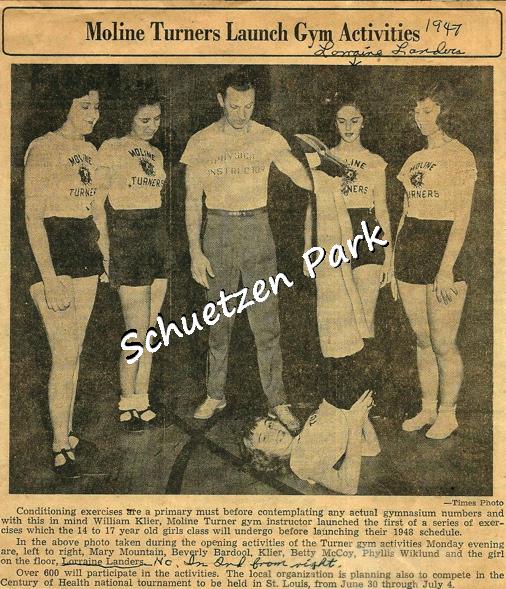 1947
Moline Turners Launch Gym Activities
Lorraine Landers
MOLINE
TURNERS
MOLINE
TURNERS
PHYSICAL
INSTRUCTOR
MOLINE
TURNERS
MOLINE
TURNERS
Schuetzen Park
—Times Photo
Conditioning exercises are a primary must before contemplating any actual gymnasium numbers and
with this in mind William Klier, Moline Turner gym instructor launched the first of a series of exer-
cises which the 14 to 17 year old girls class will undergo before launching their 1948 schedule.
In the above photo taken during the opening activities of the Turner gym activities Monday evening
are, left to right, Mary Mountain, Beverly Bardool, Klier, Betty McCoy, Phyllis Wiklund and the girl
on the floor, Lorraine Landers. No, In 2nd from right.
Over 600 will participate in the activities. The local organization is planning also to compete in the
Century of Health national tournament to be held in St. Louis, from June 30 through July 4.